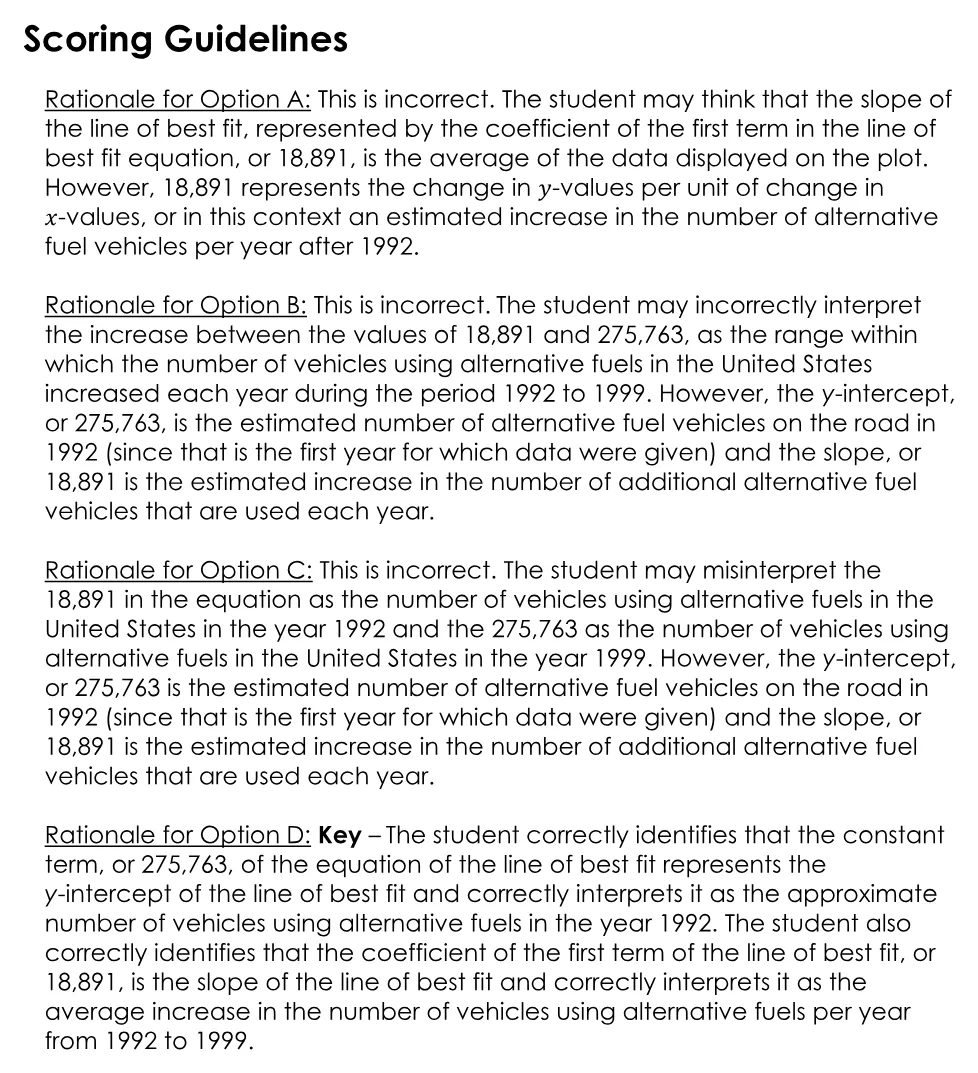 Scoring Guidelines
Rationale for Option A: This is incorrect. The student may think that the slope of
the line of best fit, represented by the coefficient of the first term in the line of
best fit equation, or 18,891, is the average of the data displayed on the plot.
However, 18,891 represents the change in y-values per unit of change in
x-values, or in this context an estimated increase in the number of alternative
fuel vehicles per year after 1992.
Rationale for Option B: This is incorrect. The student may incorrectly interpret
the increase between the values of 18,891 and 275,763, as the range within
which the number of vehicles using alternative fuels in the United States
increased each year during the period 1992 to 1999. However, the y-intercept,
or 275,763, is the estimated number of alternative fuel vehicles on the road in
1992 (since that is the first year for which data were given) and the slope, or
18,891 is the estimated increase in the number of additional alternative fuel
vehicles that are used each year.
Rationale for Option C: This is incorrect. The student may misinterpret the
18,891 in the equation as the number of vehicles using alternative fuels in the
United States in the year 1992 and the 275,763 as the number of vehicles using
alternative fuels in the United States in the year 1999. However, the y-intercept,
or 275,763 is the estimated number of alternative fuel vehicles on the road in
1992 (since that is the first year for which data were given) and the slope, or
18,891 is the estimated increase in the number of additional alternative fuel
vehicles that are used each year.
Rationale for Option D: Key – The student correctly identifies that the constant
term, or 275,763, of the equation of the line of best fit represents the
y-intercept of the line of best fit and correctly interprets it as the approximate
number of vehicles using alternative fuels in the year 1992. The student also
correctly identifies that the coefficient of the first term of the line of best fit, or
18,891, is the slope of the line of best fit and correctly interprets it as the
average increase in the number of vehicles using alternative fuels per year
from 1992 to 1999.